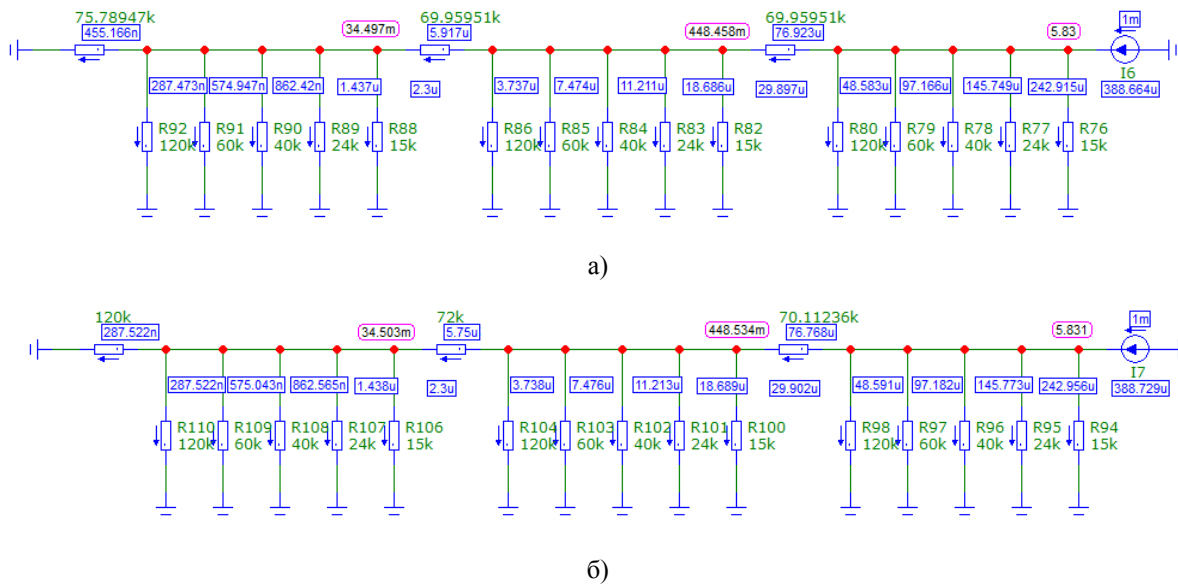 75.78947k 69.95951k 69.95951k
455.166n 34.497m 5.917u 448.458m 76.923u 5.83 1m
I6
287.473n 574.947n 862.42n 1.437u 2.3u 3.737u 7.474u 11.211u 18.686u 29.897u 48.583u 97.166u 145.749u 242.915u 388.664u
R92 R91 R90 R89 R88 R86 R85 R84 R83 R82 R80 R79 R78 R77 R76
120k 60k 40k 24k 15k 120k 60k 40k 24k 15k 120k 60k 40k 24k 15k
а)
120k 72k 70.11236k
287.522n 34.503m 5.75u 448.534m 76.768u 5.831 1m
I7
287.522n 575.043n 862.565n 1.438u 2.3u 3.738u 7.476u 11.213u 18.689u 29.902u 48.591u 97.182u 145.773u 242.956u 388.729u
R110 R109 R108 R107 R106 R104 R103 R102 R101 R100 R98 R97 R96 R95 R94
120k 60k 40k 24k 15k 120k 60k 40k 24k 15k 120k 60k 40k 24k 15k
б)